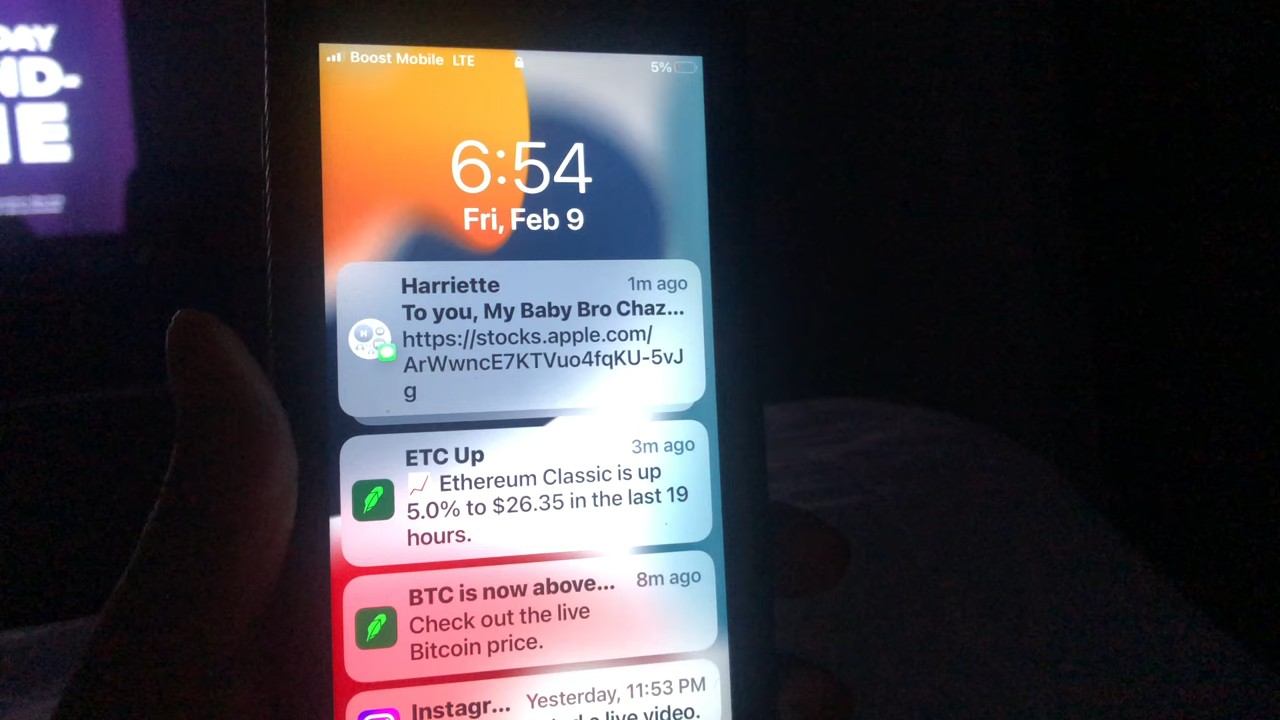 DAY
ND-
E
Boost Mobile LTE
5%
6:54
Fri, Feb 9
Harriette 1m ago
To you, My Baby Bro Chaz...
https://stocks.apple.com/
ArWwncE7KTVuo4fqKU-5vJ
g
ETC Up 3m ago
📈 Ethereum Classic is up
5.0% to $26.35 in the last 19
hours.
BTC is now above... 8m ago
Check out the live
Bitcoin price.
Instagr... Yesterday, 11:53 PM
a live video.